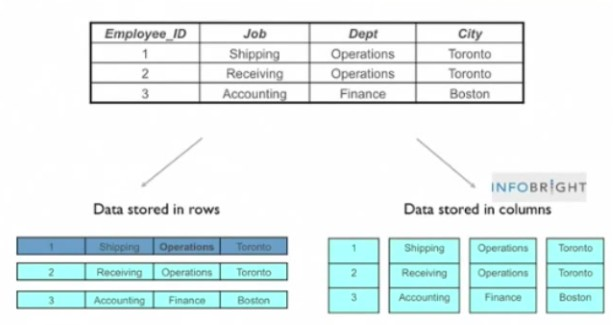 Employee_ID Job Dept City
1 Shipping Operations Toronto
2 Receiving Operations Toronto
3 Accounting Finance Boston
INFOBRIGHT
Data stored in rows
Data stored in columns
1 Shipping Operations Toronto
2 Receiving Operations Toronto
3 Accounting Finance Boston
1 Shipping Operations Toronto
2 Receiving Operations Toronto
3 Accounting Finance Boston